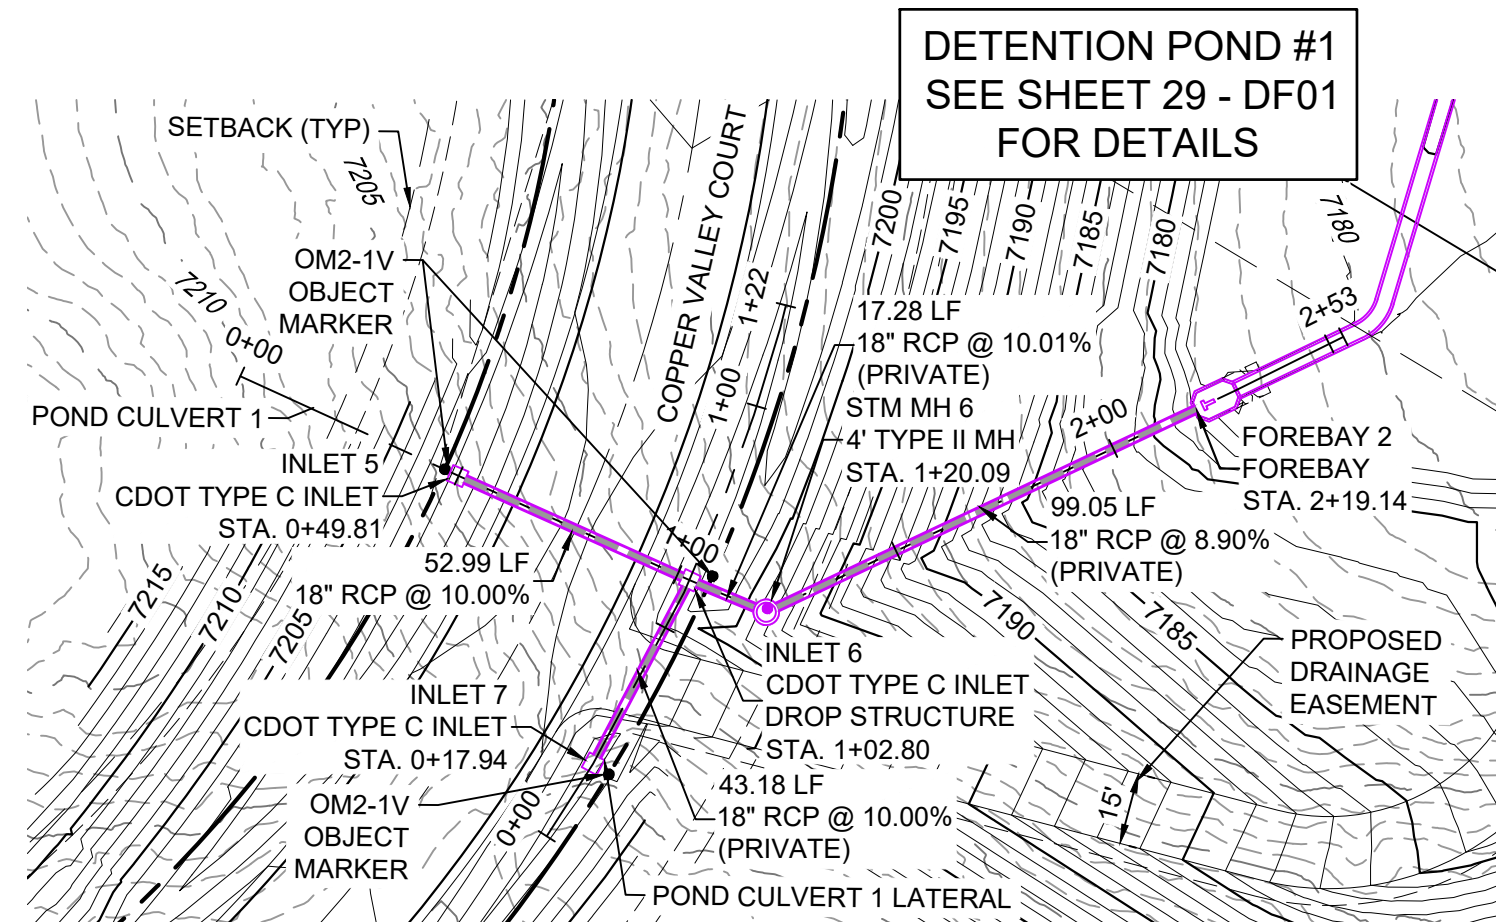 DETENTION POND #1
SEE SHEET 29 - DF01
FOR DETAILS
SETBACK (TYP)
7205
COPPER VALLEY COURT
7200
7195
7190
7185
7180
7180
OM2-1V
OBJECT
MARKER
7210
0+00
1+22
1+00
17.28 LF
18" RCP @ 10.01%
(PRIVATE)
STM MH 6
4' TYPE II MH
STA. 1+20.09
2+53
2+00
POND CULVERT 1
INLET 5
CDOT TYPE C INLET
STA. 0+49.81
FOREBAY 2
FOREBAY
STA. 2+19.14
99.05 LF
18" RCP @ 8.90%
(PRIVATE)
1+00
52.99 LF
18" RCP @ 10.00%
7215
7210
7205
7190
7185
PROPOSED
DRAINAGE
EASEMENT
INLET 6
CDOT TYPE C INLET
DROP STRUCTURE
STA. 1+02.80
INLET 7
CDOT TYPE C INLET
STA. 0+17.94
43.18 LF
18" RCP @ 10.00%
(PRIVATE)
OM2-1V
OBJECT
MARKER
0+00
15'
POND CULVERT 1 LATERAL